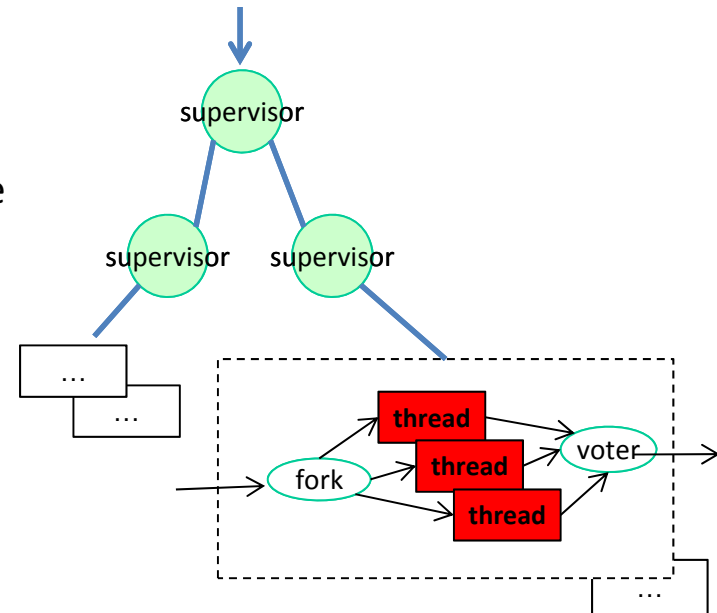 supervisor
e
supervisor
supervisor
...
...
thread
thread
thread
fork
voter
...